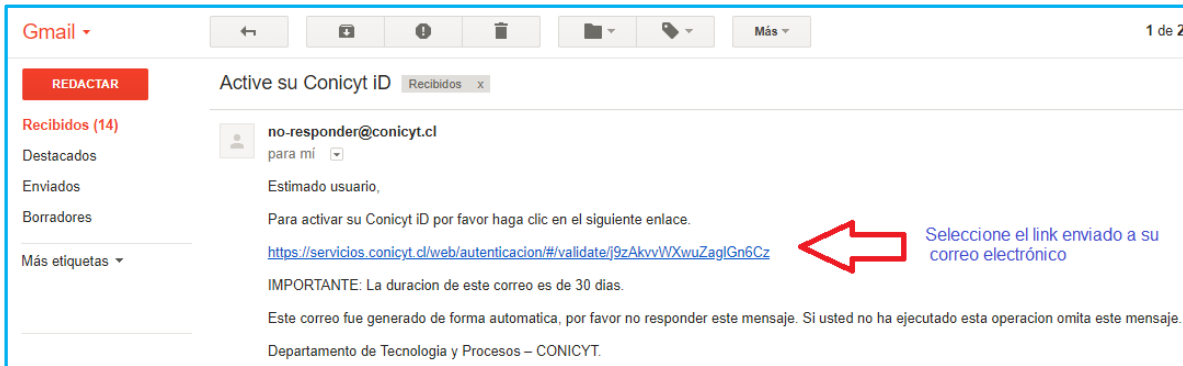 Gmail
Más
1 de 2
REDACTAR
Active su Conicyt iD Recibidos x
Recibidos (14)
no-responder@conicyt.cl
para mí
Destacados
Enviados
Estimado usuario,
Borradores
Para activar su Conicyt iD por favor haga clic en el siguiente enlace.
https://servicios.conicyt.cl/web/autenticacion/#/validate/j9zAkvvWXwuZaglGn6Cz
Seleccione el link enviado a su
correo electrónico
Más etiquetas
IMPORTANTE: La duracion de este correo es de 30 dias.
Este correo fue generado de forma automatica, por favor no responder este mensaje. Si usted no ha ejecutado esta operacion omita este mensaje.
Departamento de Tecnologia y Procesos – CONICYT.